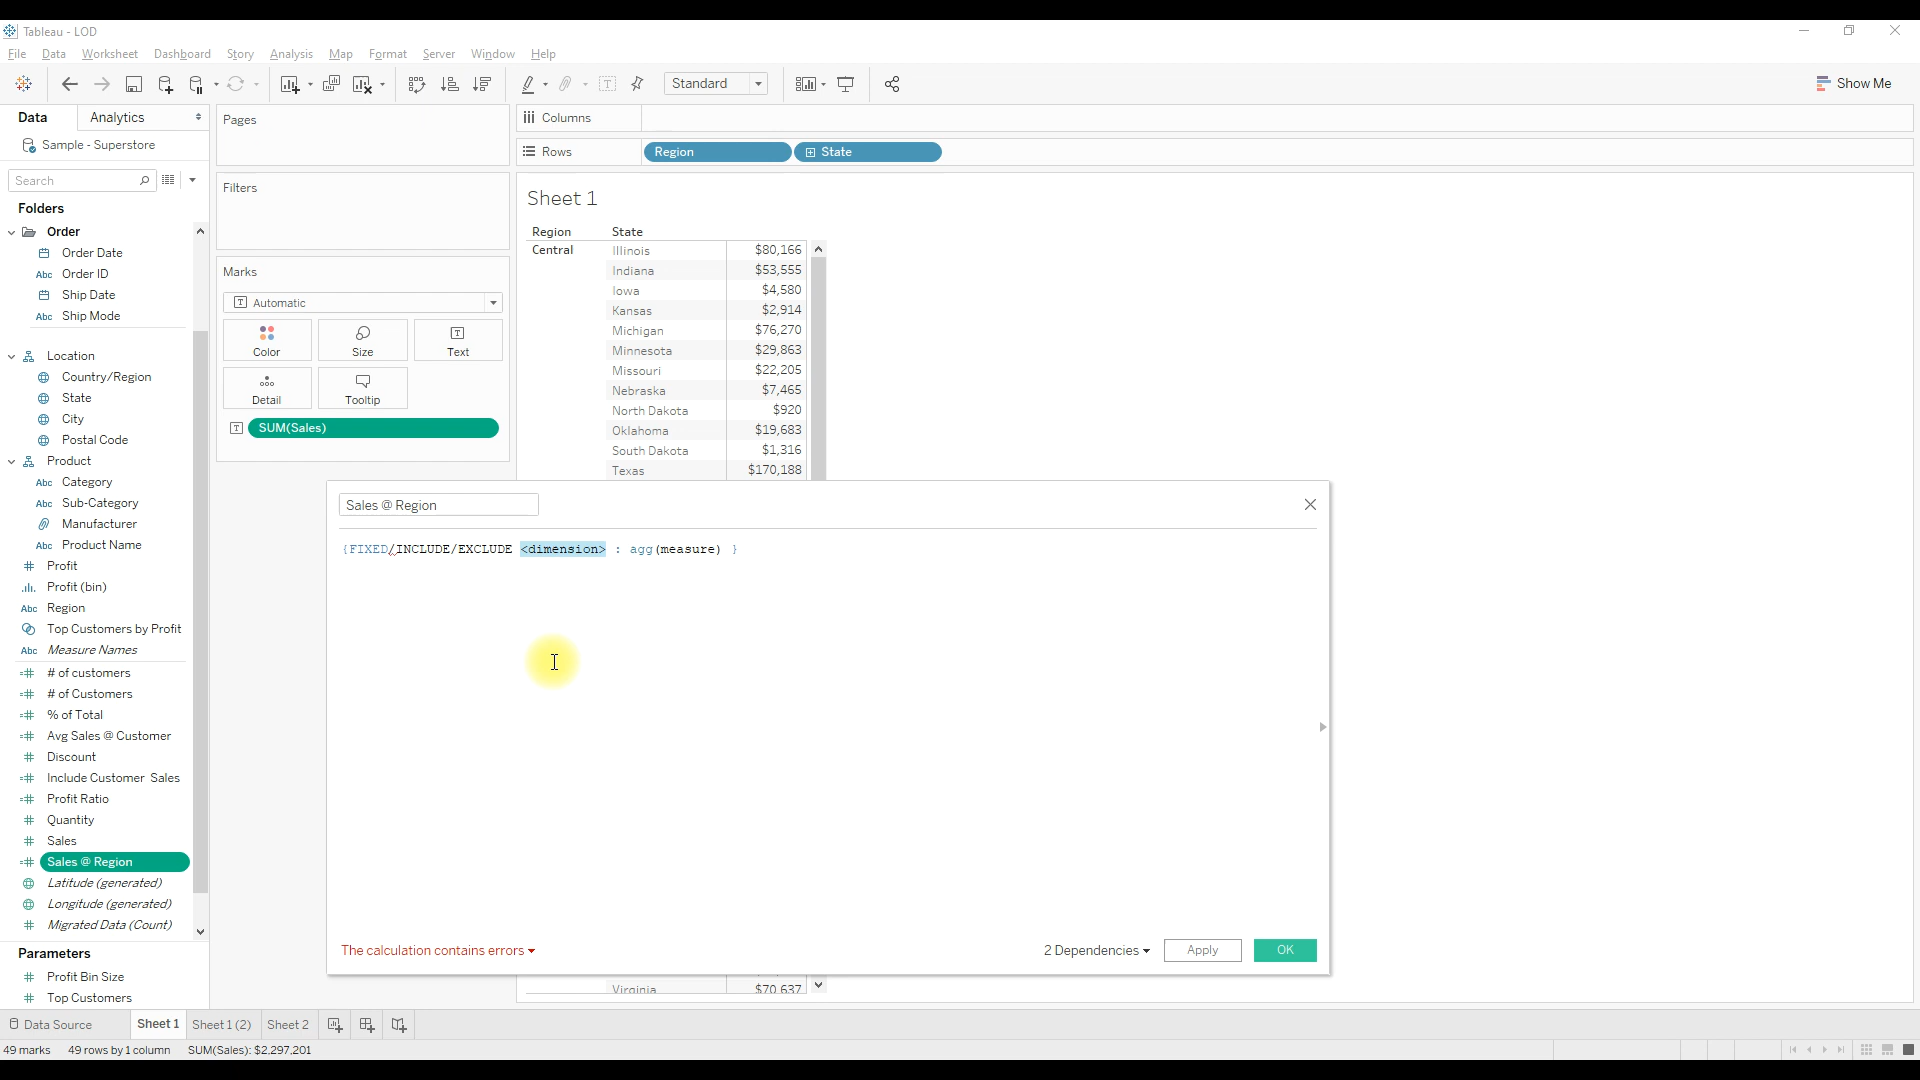 Tableau - LOD
File Data Worksheet Dashboard Story Analysis Map Format Server Window Help
Standard
Show Me
Data Analytics
Sample - Superstore
Search
Folders
Order
Order Date
Abc Order ID
Ship Date
Abc Ship Mode
Location
Country/Region
State
City
Postal Code
Product
Abc Category
Abc Sub-Category
Manufacturer
Abc Product Name
# Profit
Profit (bin)
Abc Region
Top Customers by Profit
Abc Measure Names
=# # of customers
=# # of Customers
=# % of Total
=# Avg Sales @ Customer
# Discount
=# Include Customer Sales
=# Profit Ratio
# Quantity
# Sales
=# Sales @ Region
Latitude (generated)
Longitude (generated)
# Migrated Data (Count)
Parameters
# Profit Bin Size
# Top Customers
Pages
Filters
Marks
T Automatic
Color Size Text
Detail Tooltip
T SUM(Sales)
Columns
Rows Region State
Sheet 1
Region State
Central Illinois $80,166
Indiana $53,555
Iowa $4,580
Kansas $2,914
Michigan $76,270
Minnesota $29,863
Missouri $22,205
Nebraska $7,465
North Dakota $920
Oklahoma $19,683
South Dakota $1,316
Texas $170,188
Sales @ Region
{FIXED/INCLUDE/EXCLUDE <dimension> : agg(measure) }
The calculation contains errors
2 Dependencies Apply OK
Virginia $70,637
Data Source Sheet 1 Sheet 1 (2) Sheet 2
49 marks 49 rows by 1 column SUM(Sales): $2,297,201